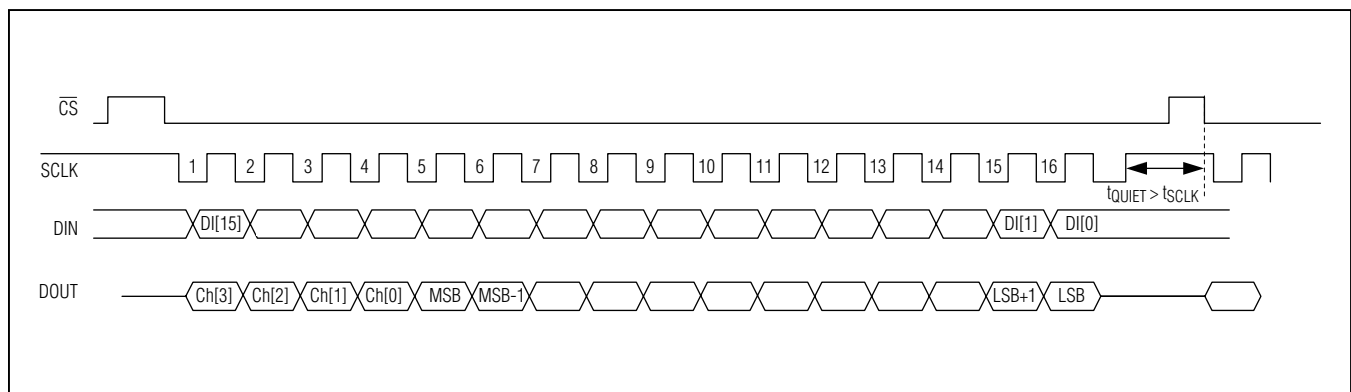 CS
SCLK 1 2 3 4 5 6 7 8 9 10 11 12 13 14 15 16
tQUIET > tSCLK
DIN DI[15] DI[1] DI[0]
DOUT Ch[3] Ch[2] Ch[1] Ch[0] MSB MSB-1 LSB+1 LSB